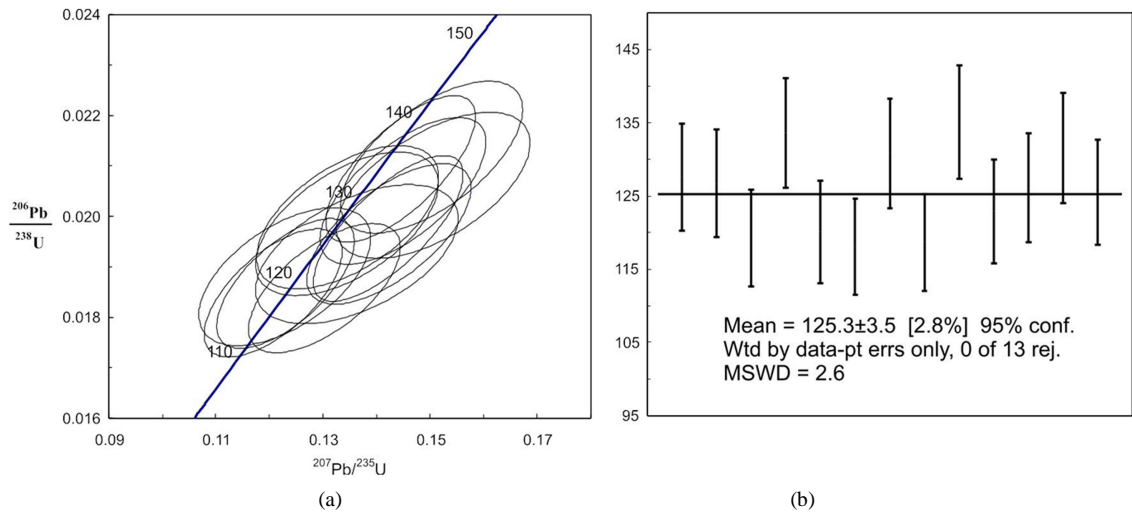 0.024
0.022
0.020
0.018
0.016
²⁰⁶Pb
²³⁸U
150
140
130
120
110
0.09
0.11
0.13
0.15
0.17
²⁰⁷Pb/²³⁵U
(a)
145
135
125
115
105
95
Mean = 125.3±3.5 [2.8%] 95% conf.
Wtd by data-pt errs only, 0 of 13 rej.
MSWD = 2.6
(b)